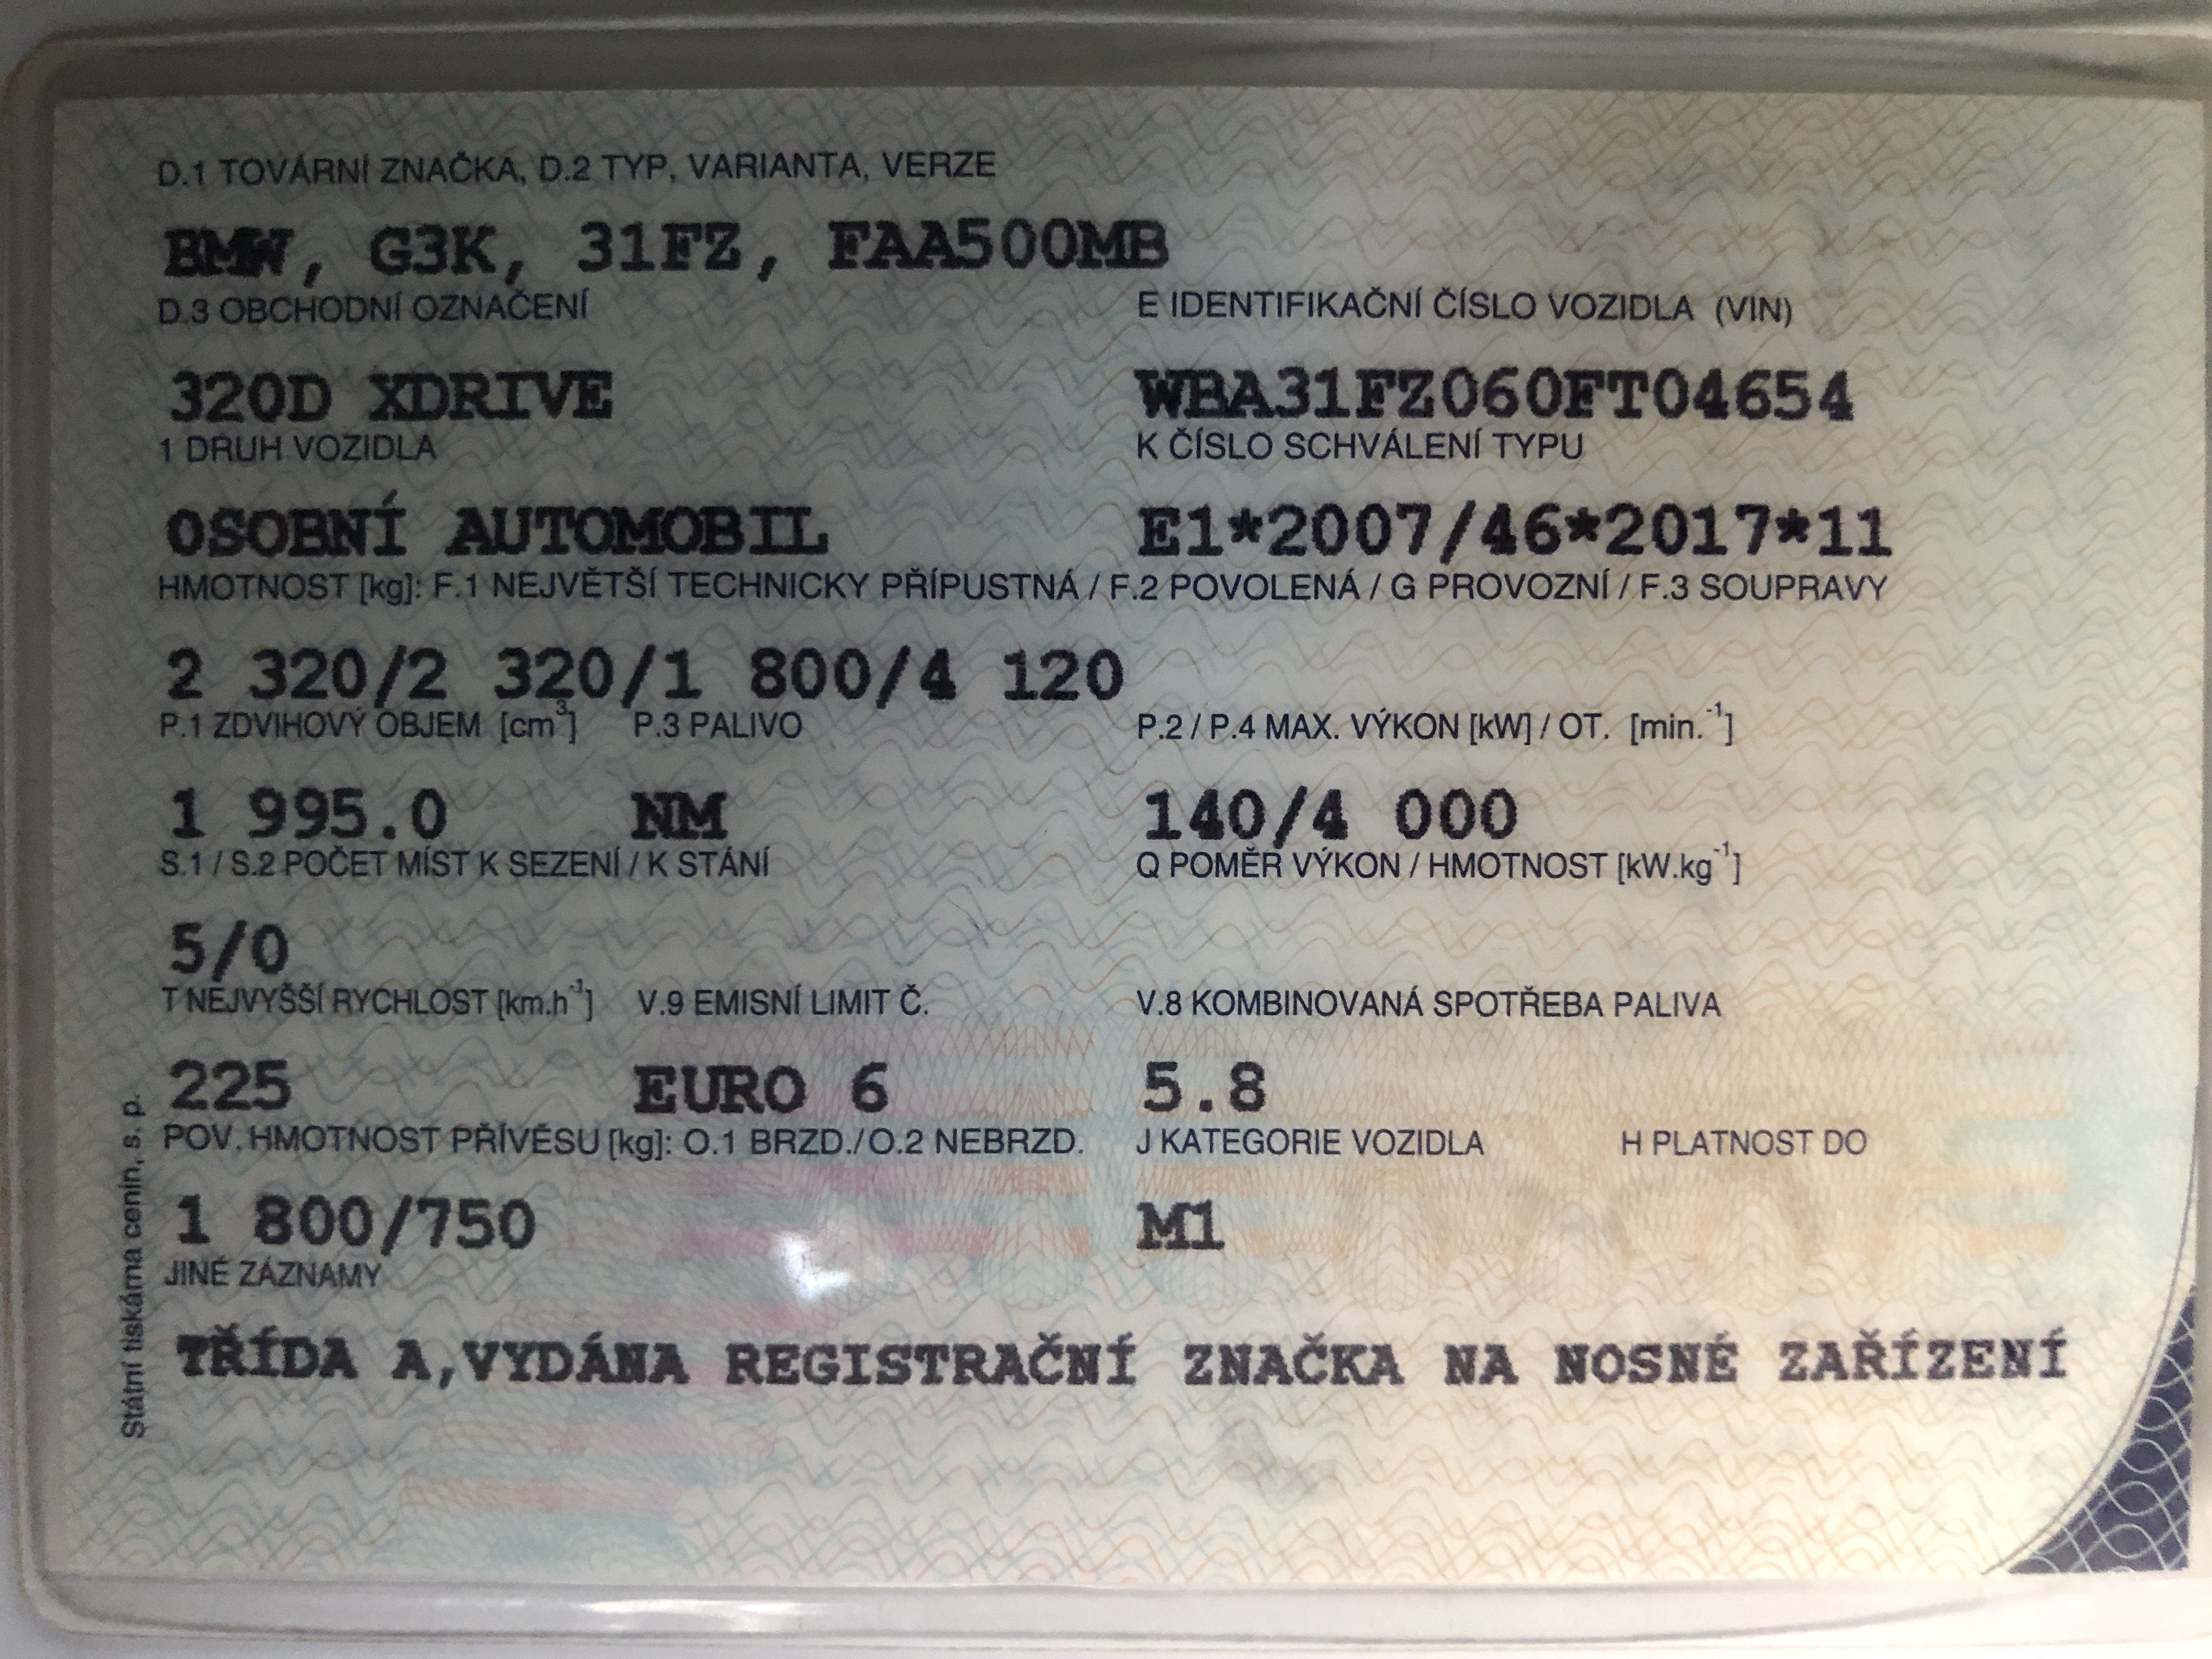 D.1 TOVÁRNÍ ZNAČKA, D.2 TYP, VARIANTA, VERZE
BMW, G3K, 31FZ, FAA500MB
D.3 OBCHODNÍ OZNAČENÍ E IDENTIFIKAČNÍ ČÍSLO VOZIDLA (VIN)
320D XDRIVE WBA31FZ060FT04654
1 DRUH VOZIDLA K ČÍSLO SCHVÁLENÍ TYPU
OSOBNÍ AUTOMOBIL E1*2007/46*2017*11
HMOTNOST [kg]: F.1 NEJVĚTŠÍ TECHNICKY PŘÍPUSTNÁ / F.2 POVOLENÁ / G PROVOZNÍ / F.3 SOUPRAVY
2 320/2 320/1 800/4 120
P.1 ZDVIHOVÝ OBJEM [cm³] P.3 PALIVO P.2 / P.4 MAX. VÝKON [kW] / OT. [min.⁻¹]
1 995.0 NM 140/4 000
S.1 / S.2 POČET MÍST K SEZENÍ / K STÁNÍ Q POMĚR VÝKON / HMOTNOST [kW.kg⁻¹]
5/0
T NEJVYŠŠÍ RYCHLOST [km.h⁻¹] V.9 EMISNÍ LIMIT Č. V.8 KOMBINOVANÁ SPOTŘEBA PALIVA
225 EURO 6 5.8
POV. HMOTNOST PŘÍVĚSU [kg]: O.1 BRZD./O.2 NEBRZD. J KATEGORIE VOZIDLA H PLATNOST DO
1 800/750 M1
JINÉ ZÁZNAMY
TŘÍDA A,VYDÁNA REGISTRAČNÍ ZNAČKA NA NOSNÉ ZAŘÍZENÍ
Státní tiskárna cenin, s. p.